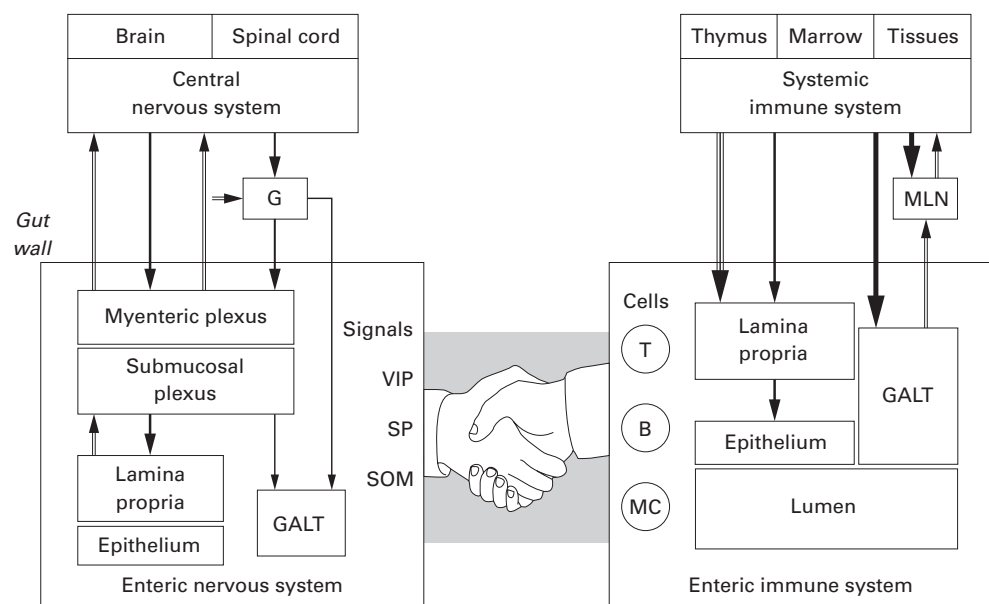 Brain
Spinal cord
Central
nervous system
G
Gut
wall
Myenteric plexus
Submucosal
plexus
Lamina
propria
Epithelium
GALT
Enteric nervous system
Signals
VIP
SP
SOM
Thymus
Marrow
Tissues
Systemic
immune system
MLN
Cells
T
B
MC
Lamina
propria
Epithelium
GALT
Lumen
Enteric immune system